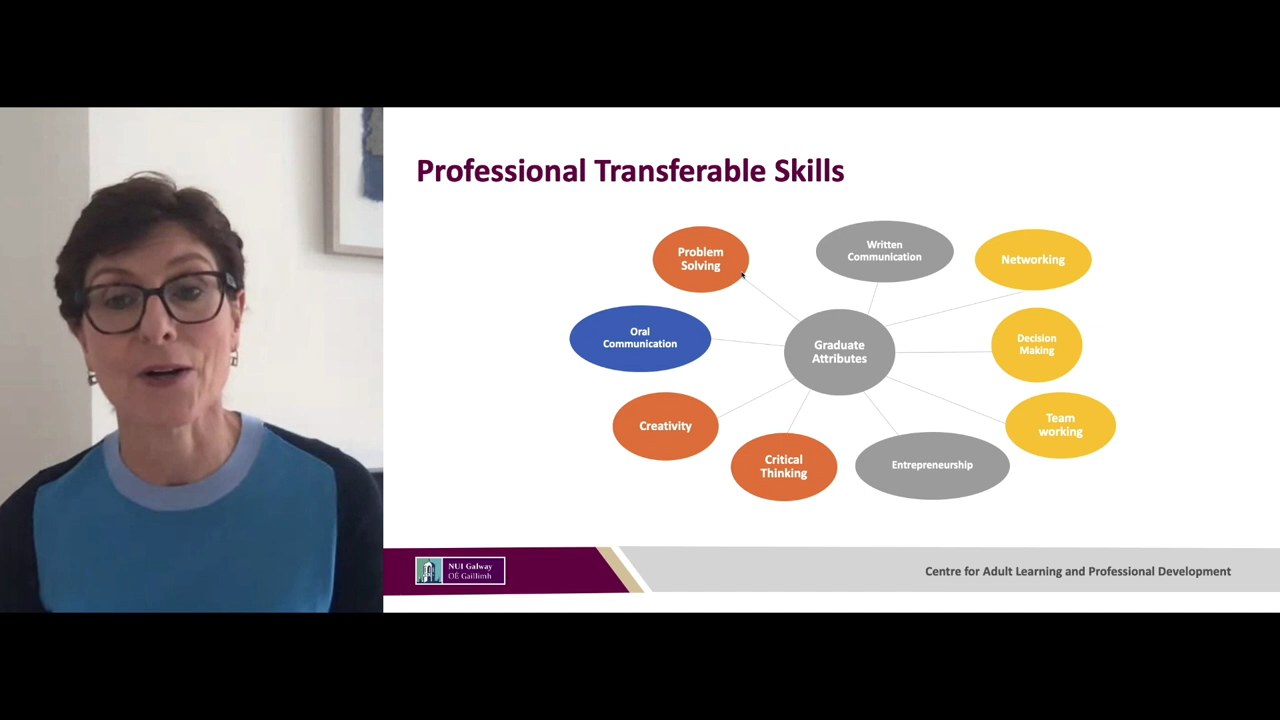 Professional Transferable Skills
Problem
Solving
Written
Communication
Networking
Oral
Communication
Graduate
Attributes
Decision
Making
Creativity
Team
working
Critical
Thinking
Entrepreneurship
NUI Galway
OÉ Gaillimh
Centre for Adult Learning and Professional Development